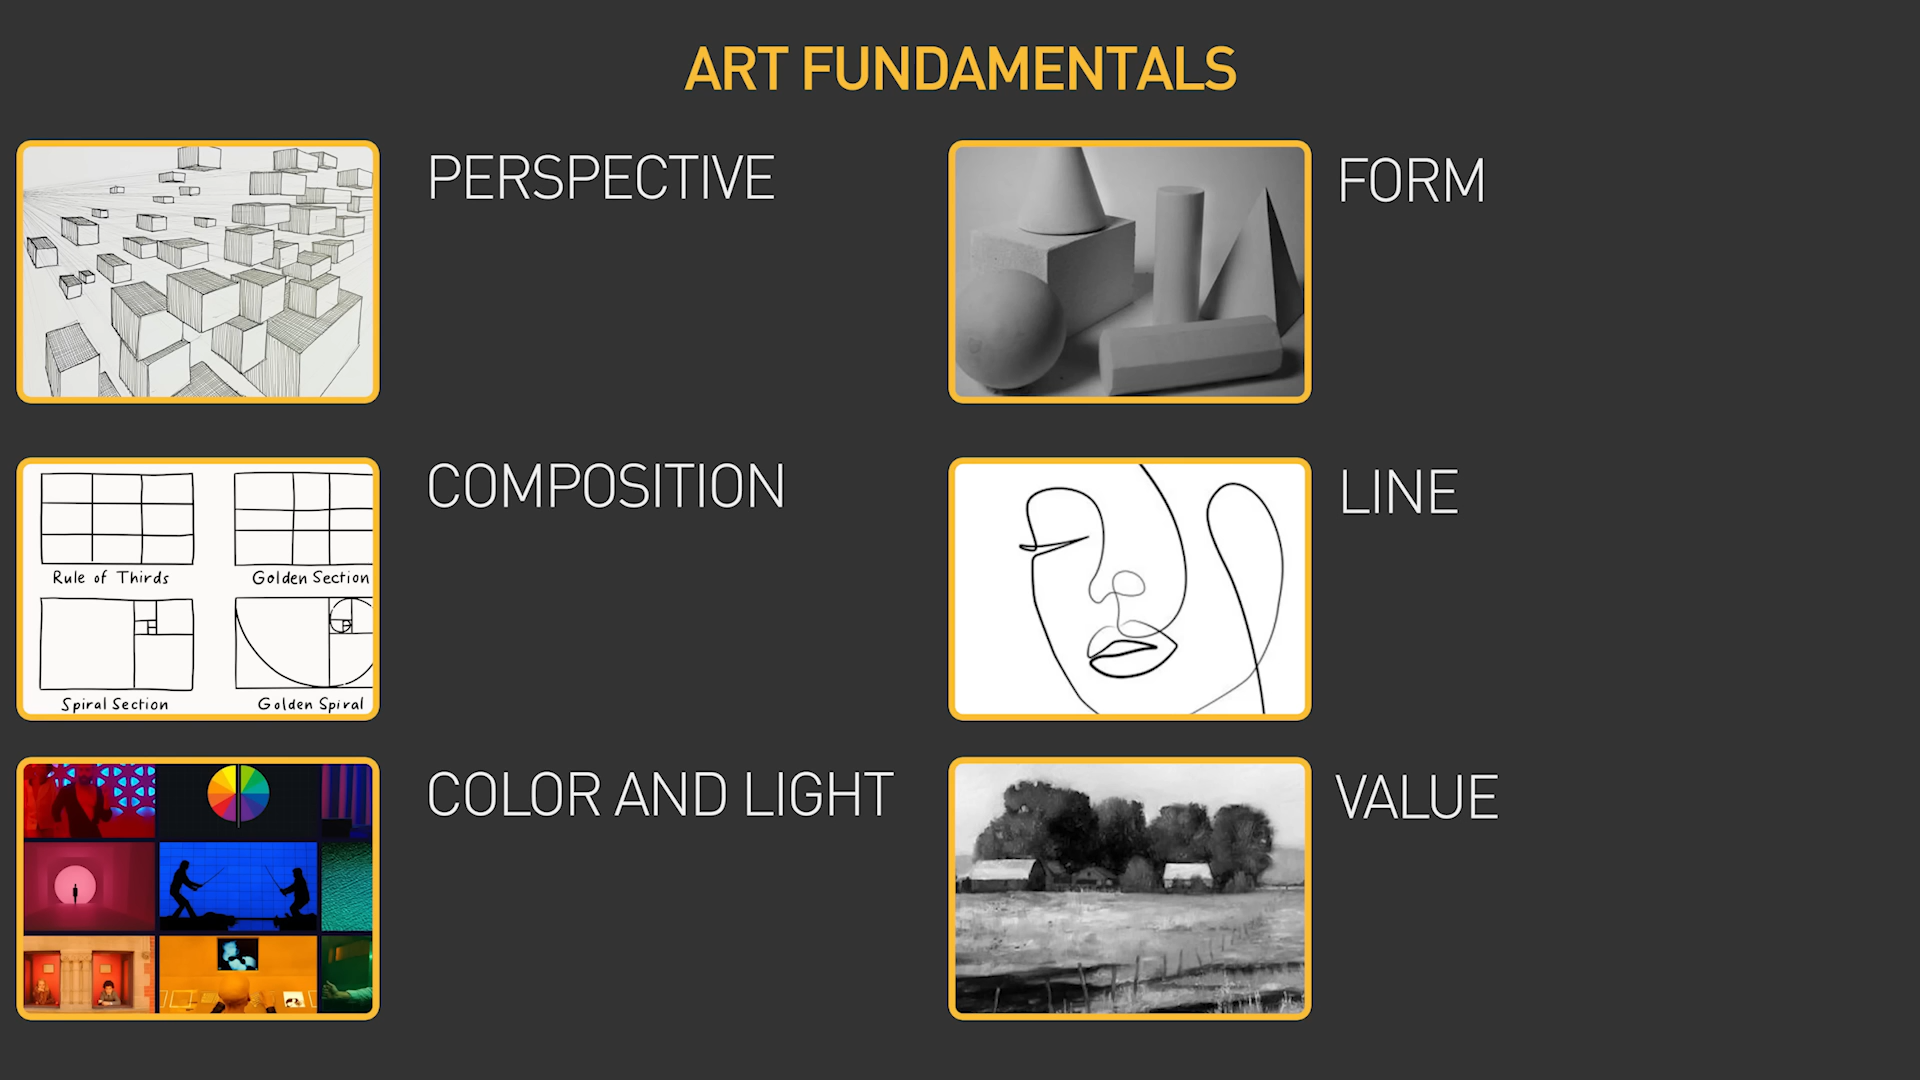 ART FUNDAMENTALS
PERSPECTIVE
FORM
COMPOSITION
Rule of Thirds
Golden Section
Spiral Section
Golden Spiral
LINE
COLOR AND LIGHT
VALUE